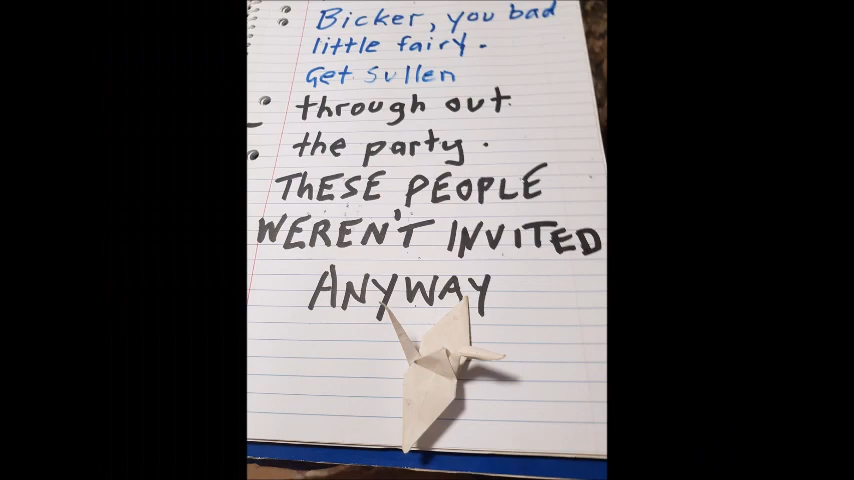 Bicker, you bad
little fairy.
Get sullen
through out
the party.
THESE PEOPLE
WEREN'T INVITED
ANYWAY